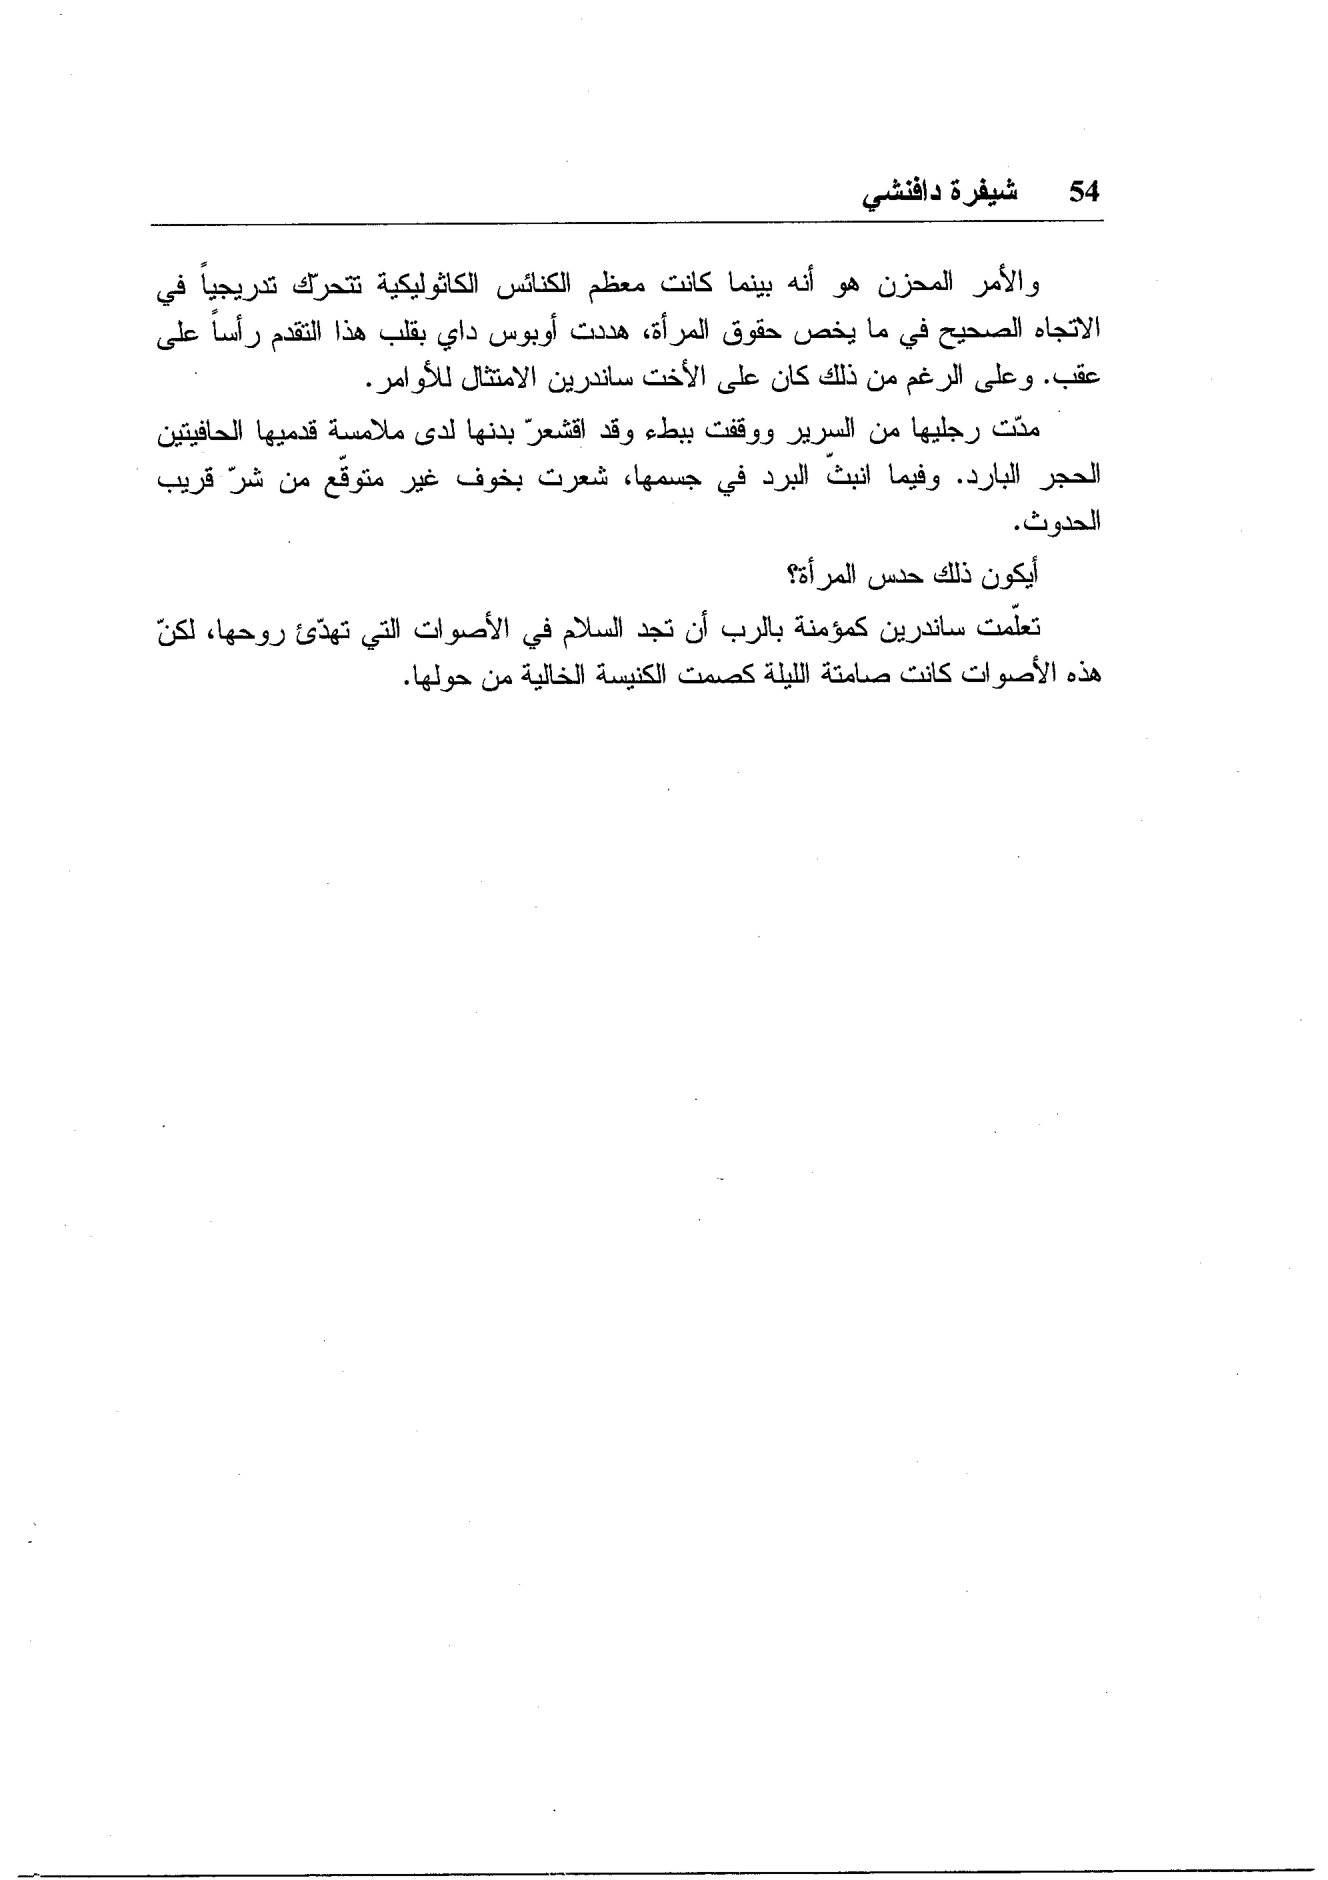 54 شيفرة دافنشي
والأمر المحزن هو أنه بينما كانت معظم الكنائس الكاثوليكية تتحرّك تدريجياً في
الاتجاه الصحيح في ما يخص حقوق المرأة، هددت أوبوس داي بقلب هذا التقدم رأساً على
عقب. وعلى الرغم من ذلك كان على الأخت ساندرين الامتثال للأوامر.
مدّت رجليها من السرير ووقفت ببطء وقد اقشعرّ بدنها لدى ملامسة قدميها الحافيتين
الحجر البارد. وفيما انبثّ البرد في جسمها، شعرت بخوف غير متوقّع من شرّ قريب
الحدوث.
أيكون ذلك حدس المرأة؟
تعلّمت ساندرين كمؤمنة بالرب أن تجد السلام في الأصوات التي تهدّئ روحها، لكنّ
هذه الأصوات كانت صامتة الليلة كصمت الكنيسة الخالية من حولها.